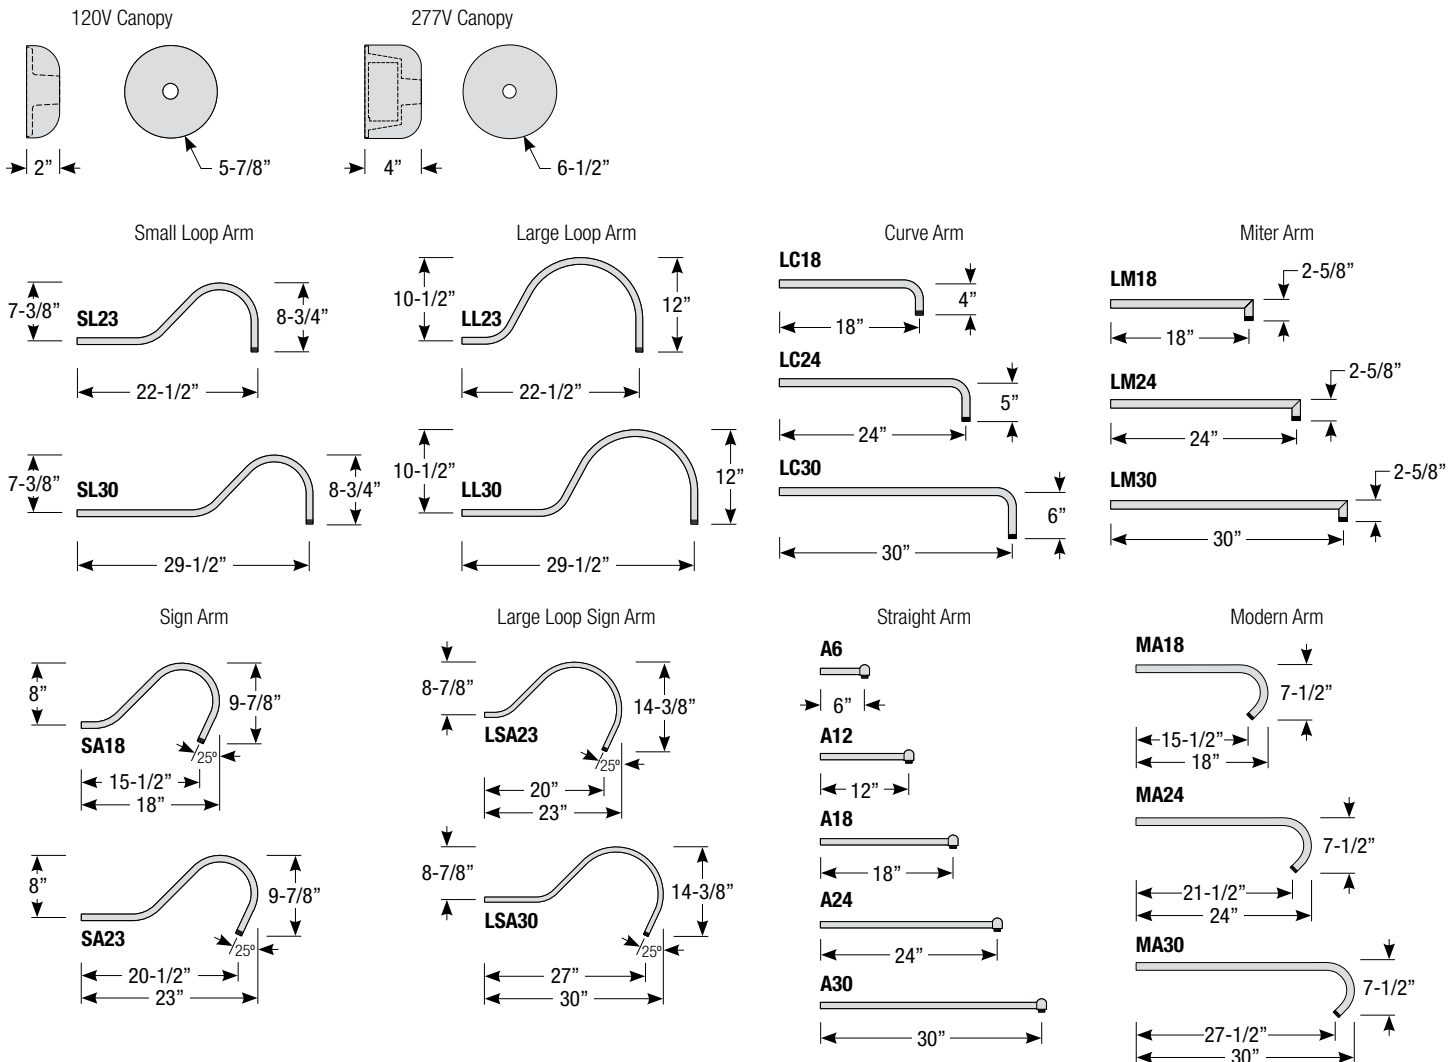 120V Canopy
277V Canopy
2”
5-7/8”
4”
6-1/2”
Small Loop Arm
7-3/8”
SL23
8-3/4”
22-1/2”
7-3/8”
SL30
8-3/4”
29-1/2”
Large Loop Arm
10-1/2”
LL23
12”
22-1/2”
10-1/2”
LL30
12”
29-1/2”
Curve Arm
LC18
4”
18”
LC24
5”
24”
LC30
6”
30”
Miter Arm
LM18
2-5/8”
18”
LM24
2-5/8”
24”
LM30
2-5/8”
30”
Sign Arm
8”
9-7/8”
SA18
25º
15-1/2”
18”
8”
9-7/8”
SA23
25º
20-1/2”
23”
Large Loop Sign Arm
8-7/8”
14-3/8”
LSA23
25º
20”
23”
8-7/8”
14-3/8”
LSA30
25º
27”
30”
Straight Arm
A6
6”
A12
12”
A18
18”
A24
24”
A30
30”
Modern Arm
MA18
7-1/2”
15-1/2”
18”
MA24
7-1/2”
21-1/2”
24”
MA30
7-1/2”
27-1/2”
30”